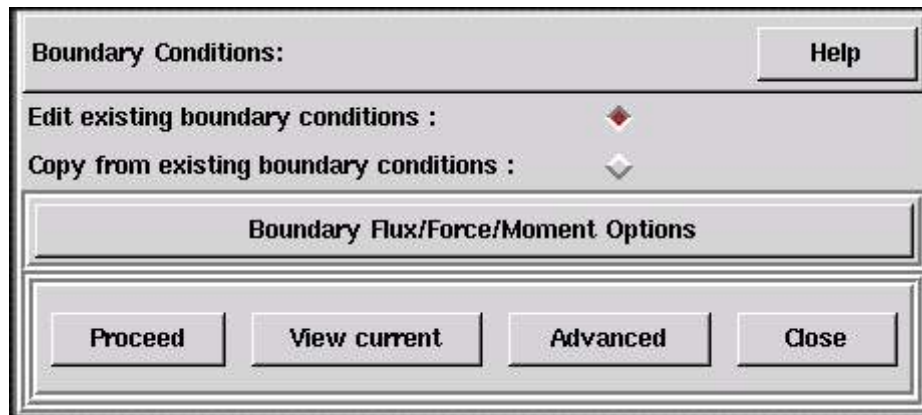 Boundary Conditions: Help
Edit existing boundary conditions :
Copy from existing boundary conditions :
Boundary Flux/Force/Moment Options
Proceed View current Advanced Close